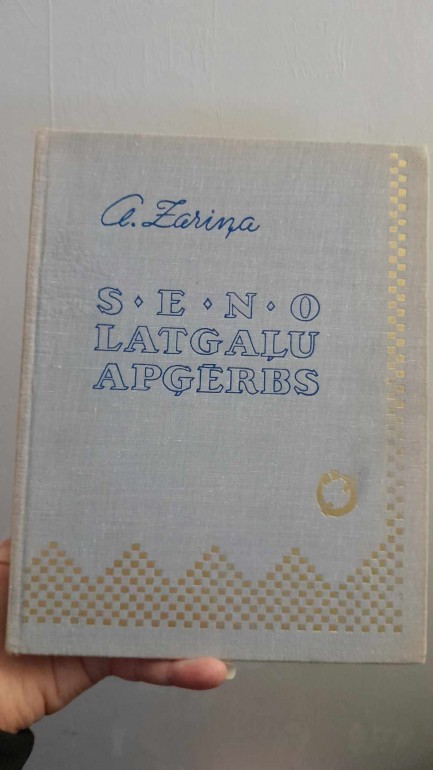 A. Zariņa
S·E·N·O
LATGAĻU
APĢĒRBS